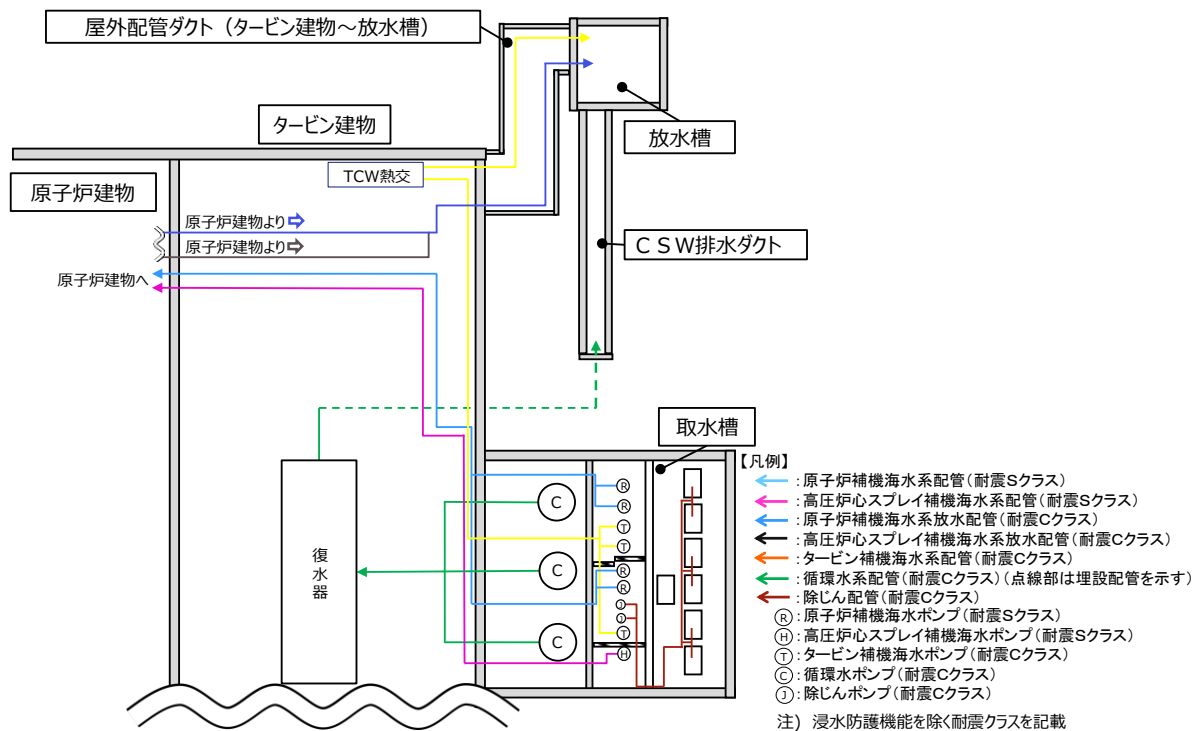 屋外配管ダクト（タービン建物～放水槽）
タービン建物
放水槽
原子炉建物
TCW熱交
原子炉建物より
原子炉建物より
原子炉建物へ
ＣＳＷ排水ダクト
取水槽
復水器
C
C
C
R
R
T
T
R
R
J
J
T
H
【凡例】
：原子炉補機海水系配管（耐震Sクラス）
：高圧炉心スプレイ補機海水系配管（耐震Sクラス）
：原子炉補機海水系放水配管（耐震Cクラス）
：高圧炉心スプレイ補機海水系放水配管（耐震Cクラス）
：タービン補機海水系配管（耐震Cクラス）
：循環水系配管（耐震Cクラス）（点線部は埋設配管を示す）
：除じん配管（耐震Cクラス）
R：原子炉補機海水ポンプ（耐震Sクラス）
H：高圧炉心スプレイ補機海水ポンプ（耐震Sクラス）
T：タービン補機海水ポンプ（耐震Cクラス）
C：循環水ポンプ（耐震Cクラス）
J：除じんポンプ（耐震Cクラス）
注） 浸水防護機能を除く耐震クラスを記載